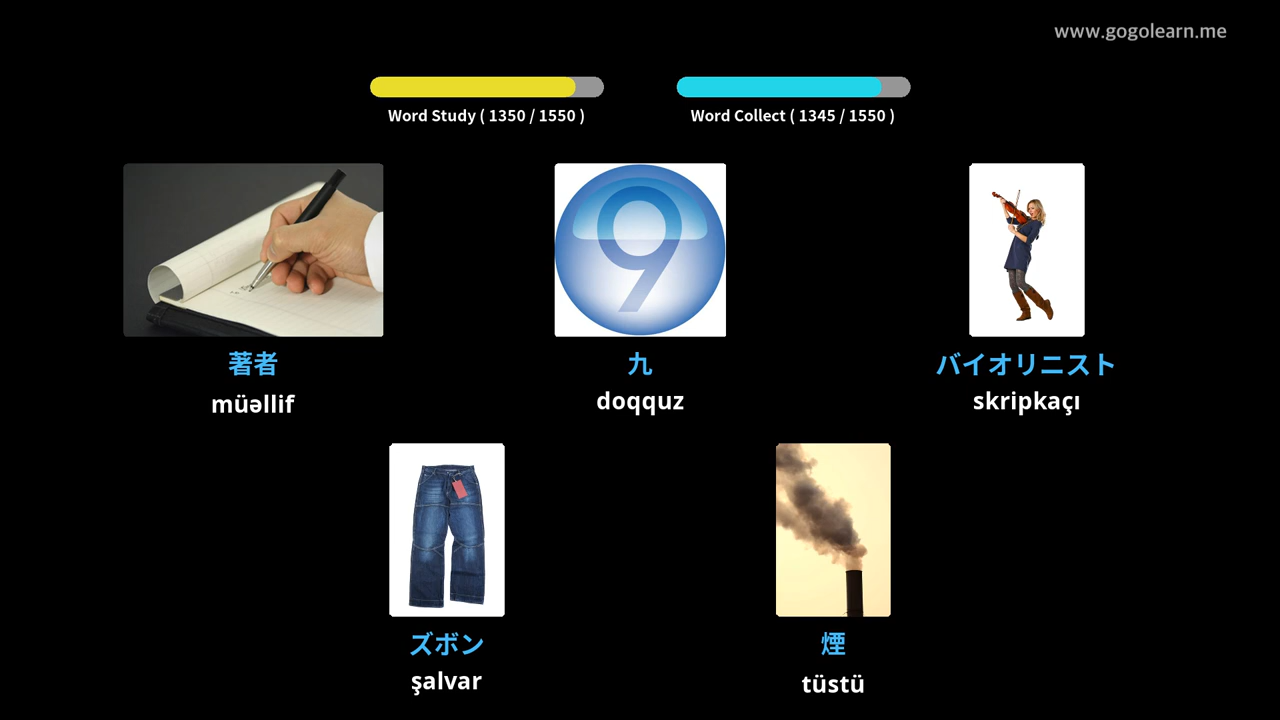 www.gogolearn.me
Word Study ( 1350 / 1550 )
Word Collect ( 1345 / 1550 )
9
著者
müəllif
九
doqquz
バイオリニスト
skripkaçı
ズボン
şalvar
煙
tüstü